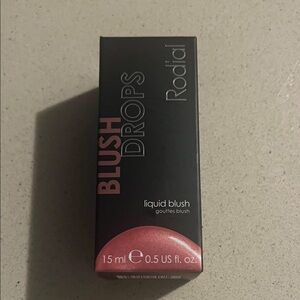 Rodial
BLUSH
DROPS
liquid blush
gouttes blush
15 ml ℮ 0.5 US fl. oz.